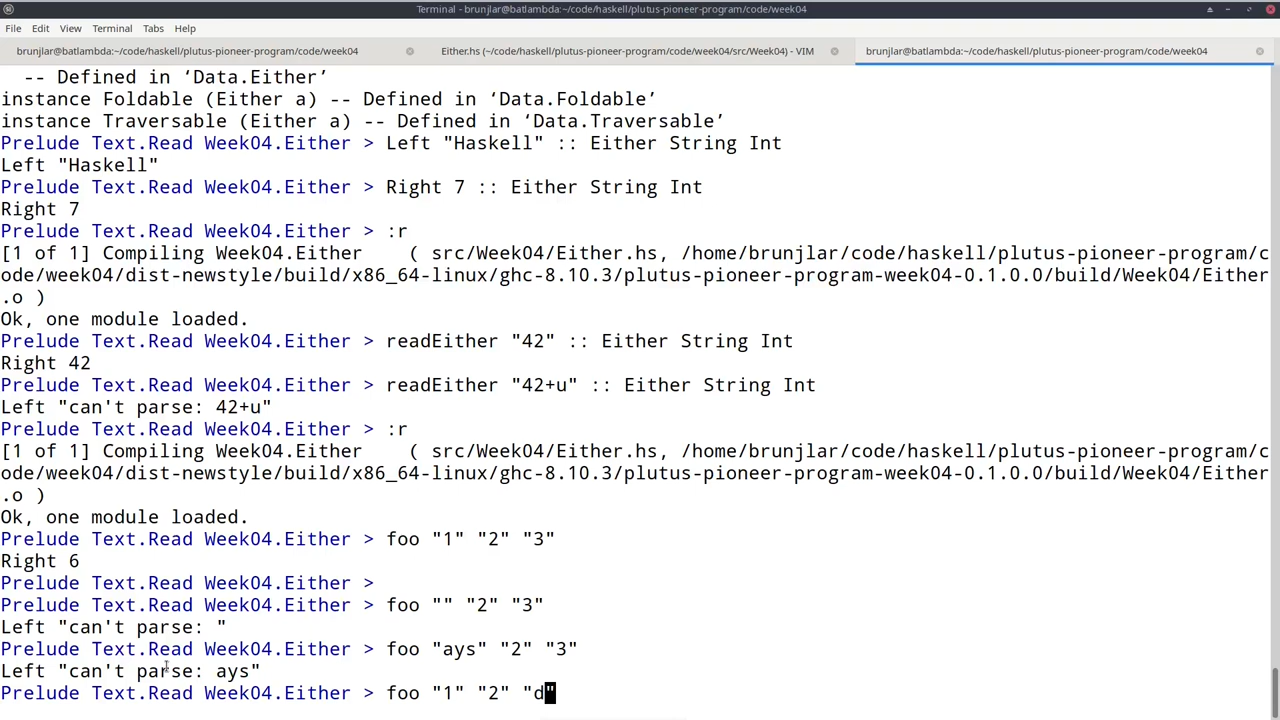 Terminal - brunjlar@batlambda:~/code/haskell/plutus-pioneer-program/code/week04
File Edit View Terminal Tabs Help
brunjlar@batlambda:~/code/haskell/plutus-pioneer-program/code/week04 Either.hs (~/code/haskell/plutus-pioneer-program/code/week04/src/Week04) - VIM brunjlar@batlambda:~/code/haskell/plutus-pioneer-program/code/week04
  -- Defined in ‘Data.Either’
instance Foldable (Either a) -- Defined in ‘Data.Foldable’
instance Traversable (Either a) -- Defined in ‘Data.Traversable’
Prelude Text.Read Week04.Either > Left "Haskell" :: Either String Int
Left "Haskell"
Prelude Text.Read Week04.Either > Right 7 :: Either String Int
Right 7
Prelude Text.Read Week04.Either > :r
[1 of 1] Compiling Week04.Either    ( src/Week04/Either.hs, /home/brunjlar/code/haskell/plutus-pioneer-program/c
ode/week04/dist-newstyle/build/x86_64-linux/ghc-8.10.3/plutus-pioneer-program-week04-0.1.0.0/build/Week04/Either
.o )
Ok, one module loaded.
Prelude Text.Read Week04.Either > readEither "42" :: Either String Int
Right 42
Prelude Text.Read Week04.Either > readEither "42+u" :: Either String Int
Left "can't parse: 42+u"
Prelude Text.Read Week04.Either > :r
[1 of 1] Compiling Week04.Either    ( src/Week04/Either.hs, /home/brunjlar/code/haskell/plutus-pioneer-program/c
ode/week04/dist-newstyle/build/x86_64-linux/ghc-8.10.3/plutus-pioneer-program-week04-0.1.0.0/build/Week04/Either
.o )
Ok, one module loaded.
Prelude Text.Read Week04.Either > foo "1" "2" "3"
Right 6
Prelude Text.Read Week04.Either >
Prelude Text.Read Week04.Either > foo "" "2" "3"
Left "can't parse: "
Prelude Text.Read Week04.Either > foo "ays" "2" "3"
Left "can't parse: ays"
Prelude Text.Read Week04.Either > foo "1" "2" "d"